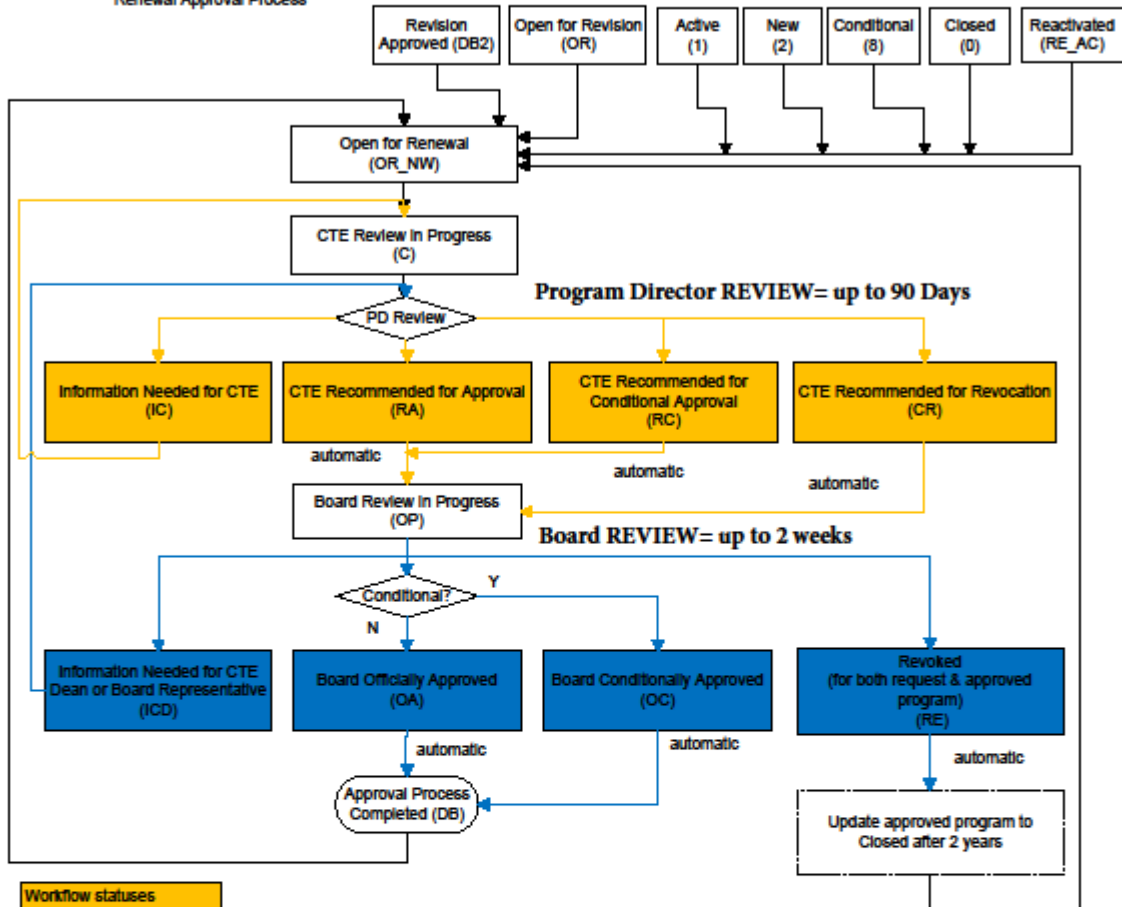 Renewal Approval Process
Revision
Approved (DB2)
Open for Revision
(OR)
Active
(1)
New
(2)
Conditional
(8)
Closed
(0)
Reactivated
(RE_AC)
Open for Renewal
(OR_NW)
CTE Review in Progress
(C)
Program Director REVIEW= up to 90 Days
PD Review
Information Needed for CTE
(IC)
CTE Recommended for Approval
(RA)
CTE Recommended for
Conditional Approval
(RC)
CTE Recommended for Revocation
(CR)
automatic
automatic
automatic
Board Review in Progress
(OP)
Board REVIEW= up to 2 weeks
Conditional?
Y
N
Information Needed for CTE
Dean or Board Representative
(ICD)
Board Officially Approved
(OA)
Board Conditionally Approved
(OC)
Revoked
(for both request & approved
program)
(RE)
automatic
automatic
automatic
Approval Process
Completed (DB)
Update approved program to
Closed after 2 years
Workflow statuses